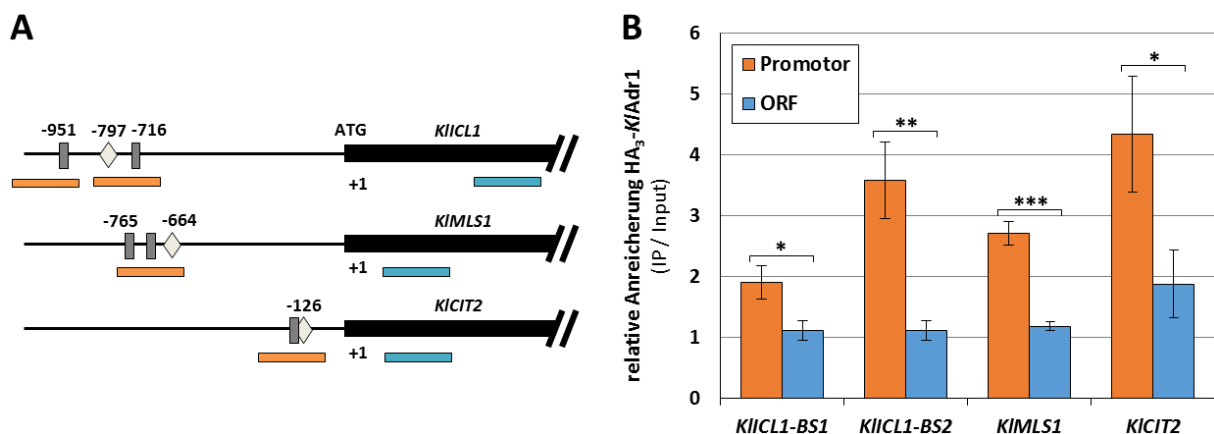 A
-951 -797 -716 ATG KlICL1
+1
-765 -664 KlMLS1
+1
-126 KlCIT2
+1
B
relative Anreicherung HA₃-KlAdr1
(IP / Input)
6
5
4
3
2
1
0
Promotor
ORF
*
**
***
*
KlICL1-BS1 KlICL1-BS2 KlMLS1 KlCIT2